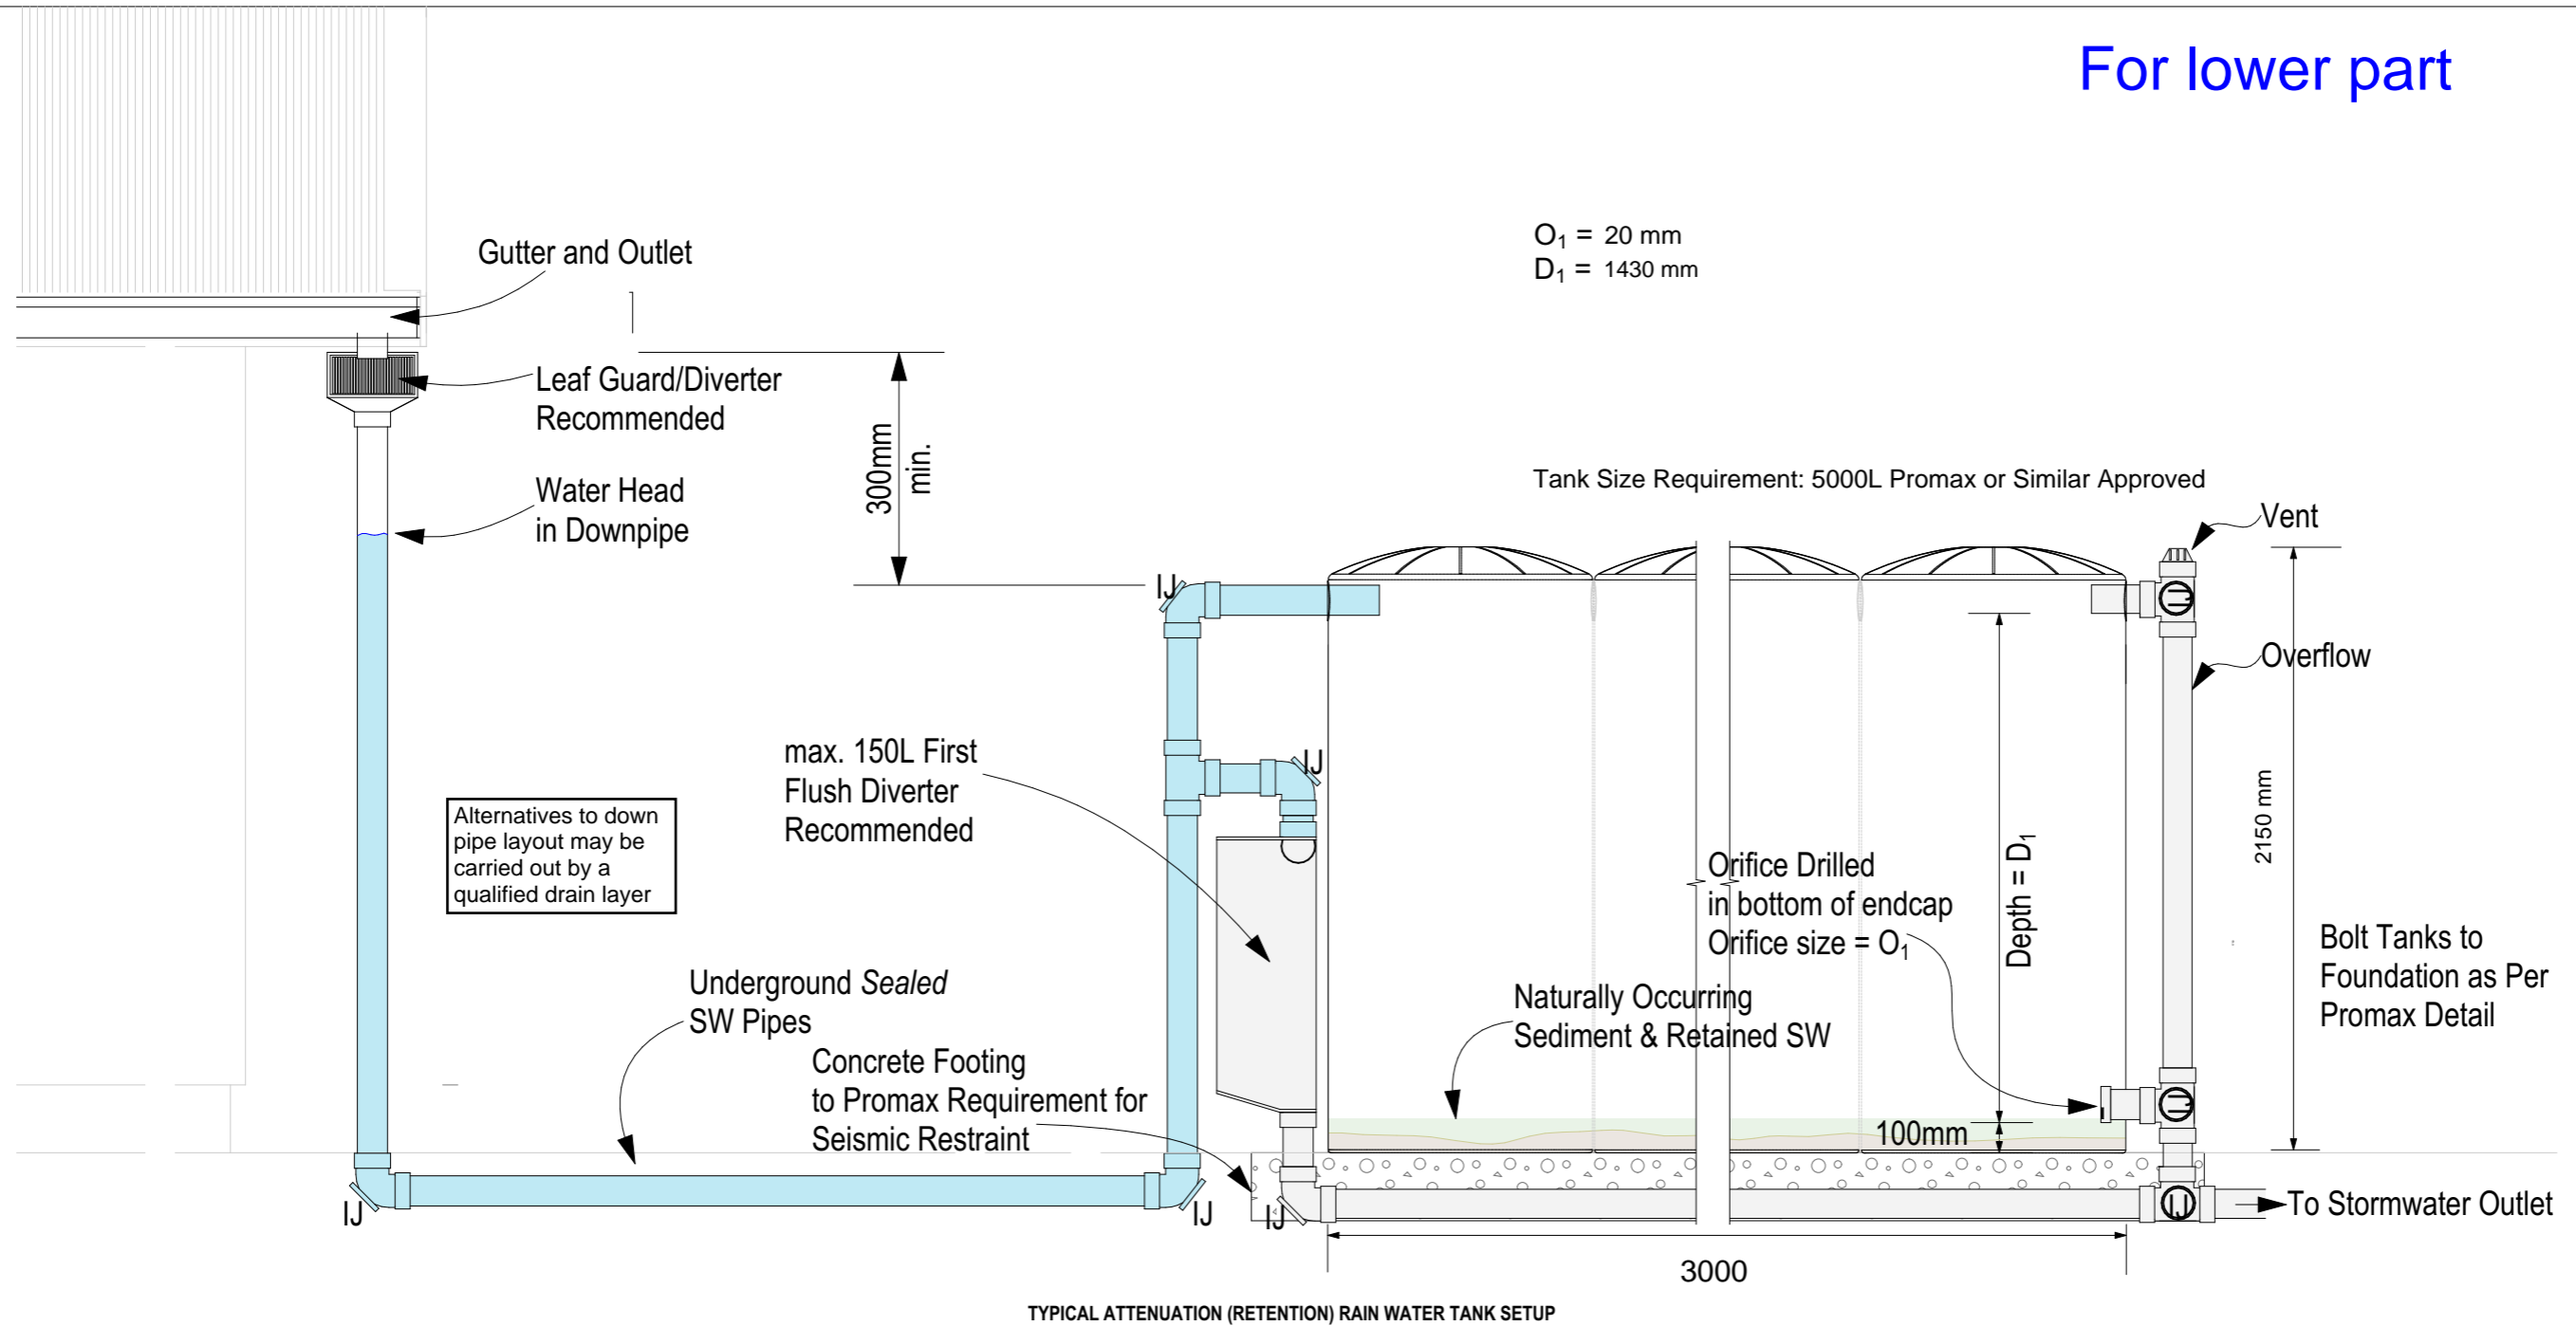 For lower part
O₁ = 20 mm
D₁ = 1430 mm
Gutter and Outlet
Leaf Guard/Diverter
Recommended
300mm
min.
Water Head
in Downpipe
Tank Size Requirement: 5000L Promax or Similar Approved
Vent
IJ
IJ
Overflow
max. 150L First
Flush Diverter
Recommended
IJ
Alternatives to down
pipe layout may be
carried out by a
qualified drain layer
2150 mm
Orifice Drilled
in bottom of endcap
Orifice size = O₁
Depth = D₁
Bolt Tanks to
Foundation as Per
Promax Detail
Underground Sealed
SW Pipes
Naturally Occurring
Sediment & Retained SW
Concrete Footing
to Promax Requirement for
Seismic Restraint
IJ
100mm
IJ
IJ
IJ
IJ
To Stormwater Outlet
3000
TYPICAL ATTENUATION (RETENTION) RAIN WATER TANK SETUP